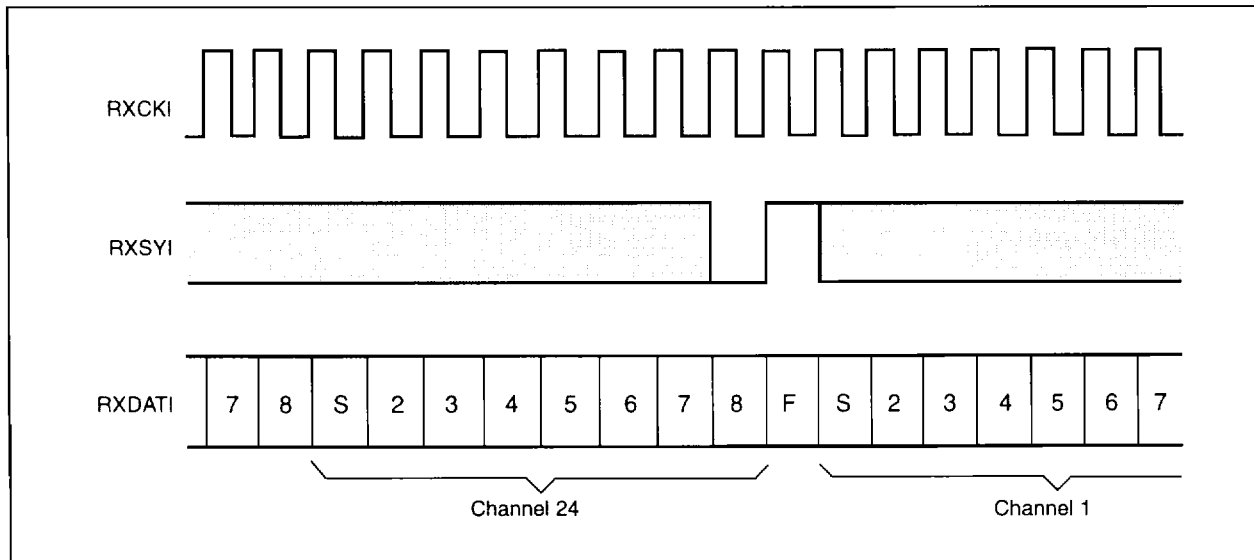 RXCKI
RXSYI
RXDATI 7 8 S 2 3 4 5 6 7 8 F S 2 3 4 5 6 7
Channel 24 Channel 1